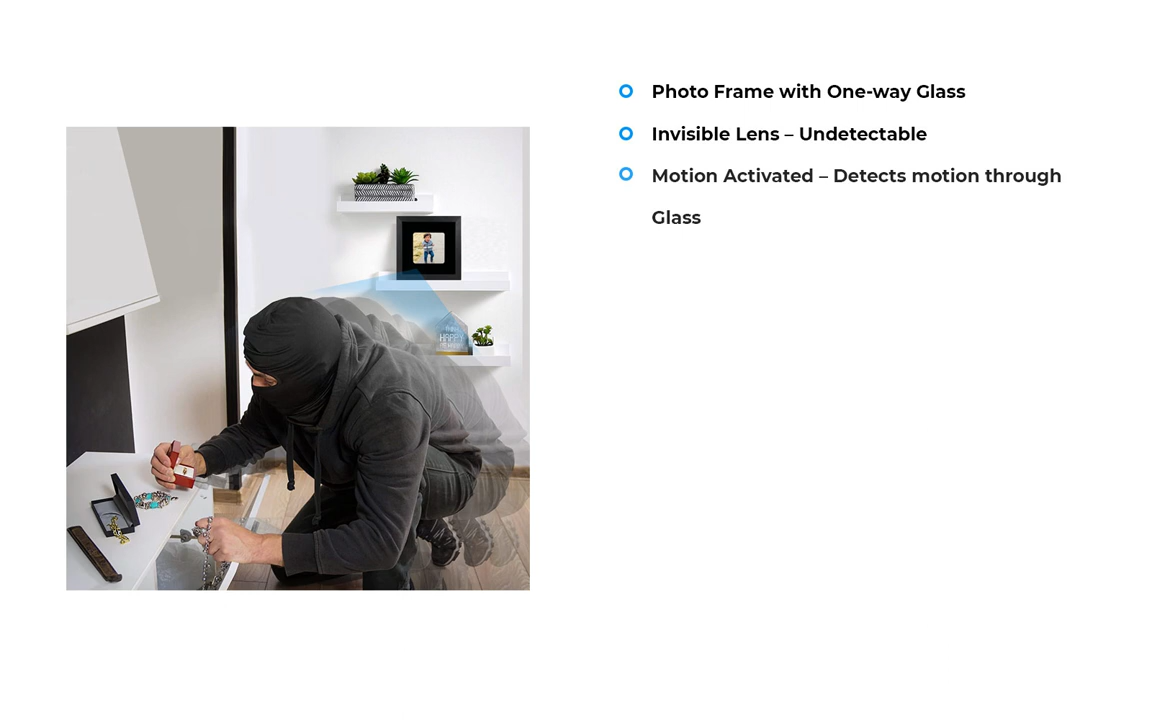 Photo Frame with One-way Glass
Invisible Lens – Undetectable
Motion Activated – Detects motion through
Glass